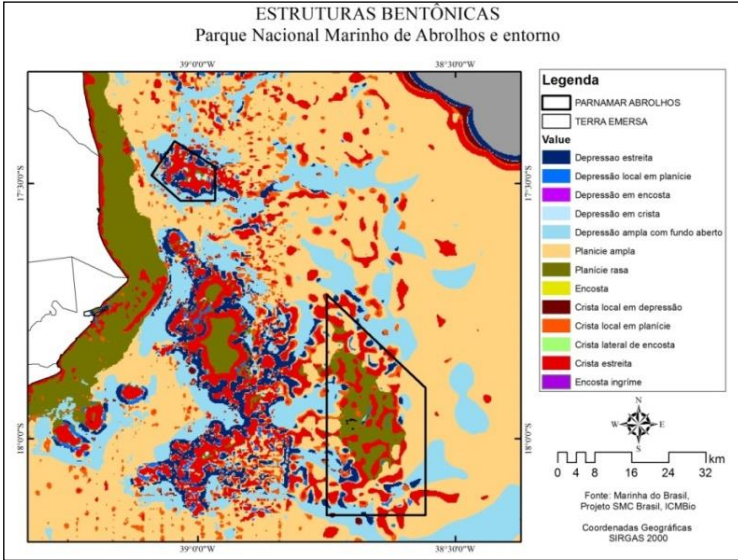 ESTRUTURAS BENTÔNICAS
Parque Nacional Marinho de Abrolhos e entorno
39°0'0"W
38°30'0"W
17°30'0"S
17°30'0"S
18°0'0"S
18°0'0"S
39°0'0"W
38°30'0"W
Legenda
PARNAMAR ABROLHOS
TERRA EMERSA
Value
Depressão estreita
Depressão local em planície
Depressão em encosta
Depressão em crista
Depressão ampla com fundo aberto
Planície ampla
Planície rasa
Encosta
Crista local em depressão
Crista local em planície
Crista lateral de encosta
Crista estreita
Encosta ingrime
N
W E
S
km
0 4 8 16 24 32
Fonte: Marinha do Brasil,
Projeto SMC Brasil, ICMBio
Coordenadas Geográficas
SIRGAS 2000